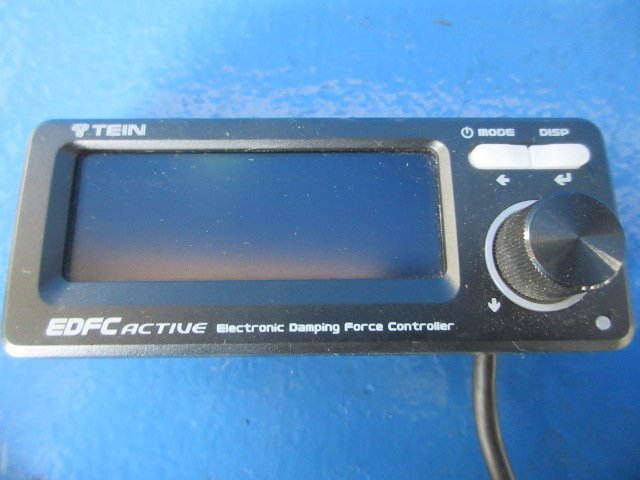 TEIN
MODE DISP
EDFC ACTIVE Electronic Damping Force Controller